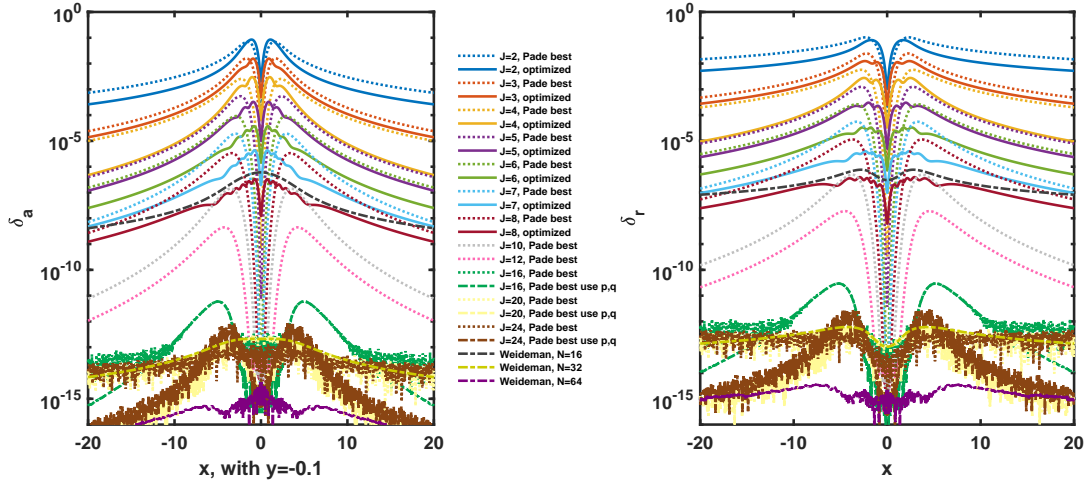 10^0
10^-5
10^-10
10^-15
δ_a
-20
-10
0
10
20
x, with y=-0.1
J=2, Pade best
J=2, optimized
J=3, Pade best
J=3, optimized
J=4, Pade best
J=4, optimized
J=5, Pade best
J=5, optimized
J=6, Pade best
J=6, optimized
J=7, Pade best
J=7, optimized
J=8, Pade best
J=8, optimized
J=10, Pade best
J=12, Pade best
J=16, Pade best
J=16, Pade best use p,q
J=20, Pade best
J=20, Pade best use p,q
J=24, Pade best
J=24, Pade best use p,q
Weideman, N=16
Weideman, N=32
Weideman, N=64
10^0
10^-5
10^-10
10^-15
δ_r
-20
-10
0
10
20
x